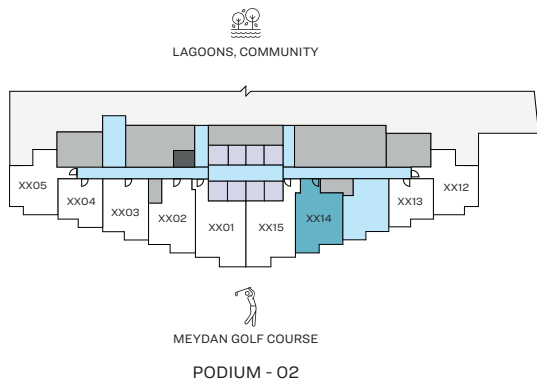 LAGOONS, COMMUNITY
XX05
XX04
XX03
XX02
XX01
XX15
XX14
XX13
XX12
MEYDAN GOLF COURSE
PODIUM - 02